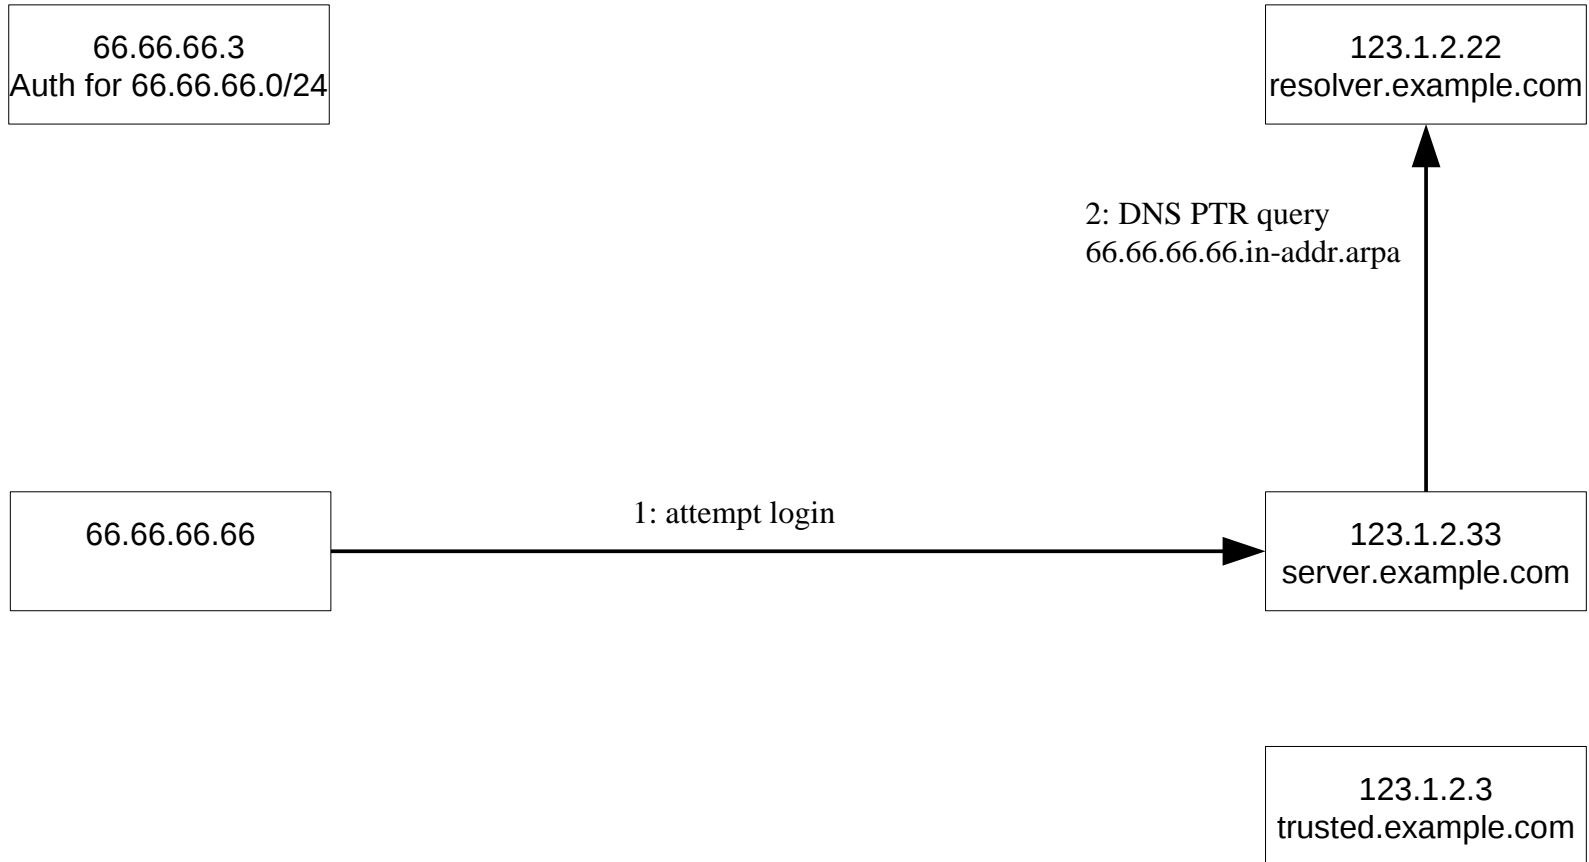 66.66.66.3
Auth for 66.66.66.0/24
123.1.2.22
resolver.example.com
2: DNS PTR query
66.66.66.66.in-addr.arpa
66.66.66.66
1: attempt login
123.1.2.33
server.example.com
123.1.2.3
trusted.example.com